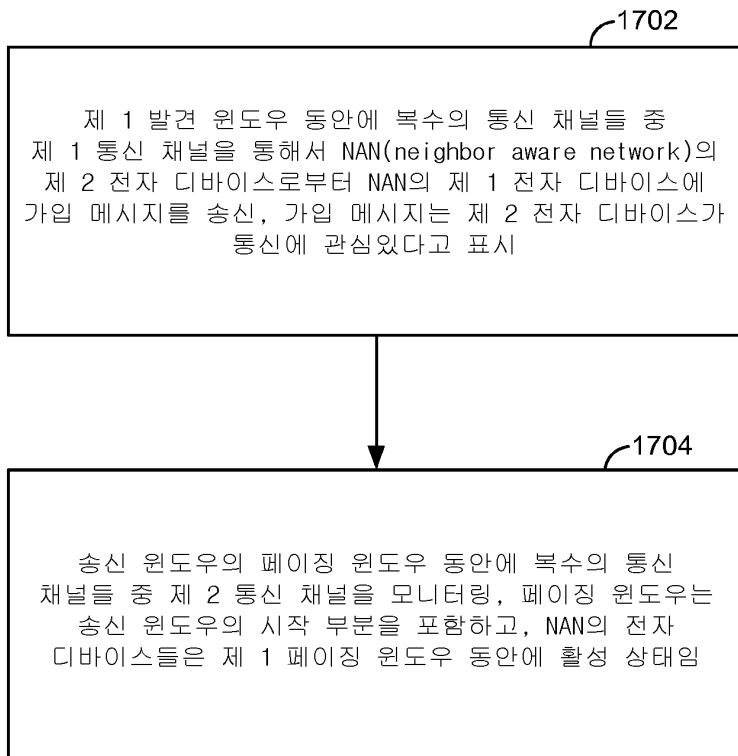 1702
제 1 발견 윈도우 동안에 복수의 통신 채널들 중
제 1 통신 채널을 통해서 NAN(neighbor aware network)의
제 2 전자 디바이스로부터 NAN의 제 1 전자 디바이스에
가입 메시지를 송신, 가입 메시지는 제 2 전자 디바이스가
통신에 관심있다고 표시
1704
송신 윈도우의 페이징 윈도우 동안에 복수의 통신
채널들 중 제 2 통신 채널을 모니터링, 페이징 윈도우는
송신 윈도우의 시작 부분을 포함하고, NAN의 전자
디바이스들은 제 1 페이징 윈도우 동안에 활성 상태임